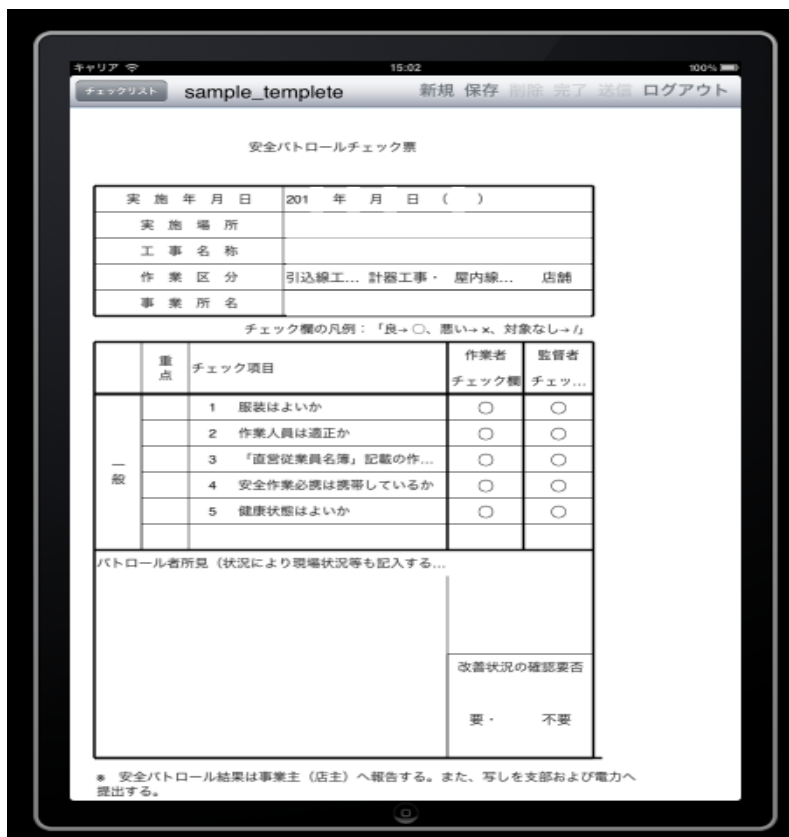 キャリア 15:02 100%
チェックリスト sample_templete 新規 保存 削除 完了 送信 ログアウト
安全パトロールチェック票
実施年月日 201 年 月 日 ( )
実施場所
工事名称
作業区分 引込線工… 計器工事・ 屋内線… 店舗
事業所名
チェック欄の凡例：「良→○、悪い→×、対象なし→/」
重点 チェック項目 作業者 監督者
チェック欄 チェッ…
一般
1 服装はよいか ○ ○
2 作業人員は適正か ○ ○
3 「直営従業員名簿」記載の作… ○ ○
4 安全作業必携は携帯しているか ○ ○
5 健康状態はよいか ○ ○
パトロール者所見（状況により現場状況等も記入する…
改善状況の確認要否
要・ 不要
※ 安全パトロール結果は事業主（店主）へ報告する。また、写しを支部および電力へ
提出する。